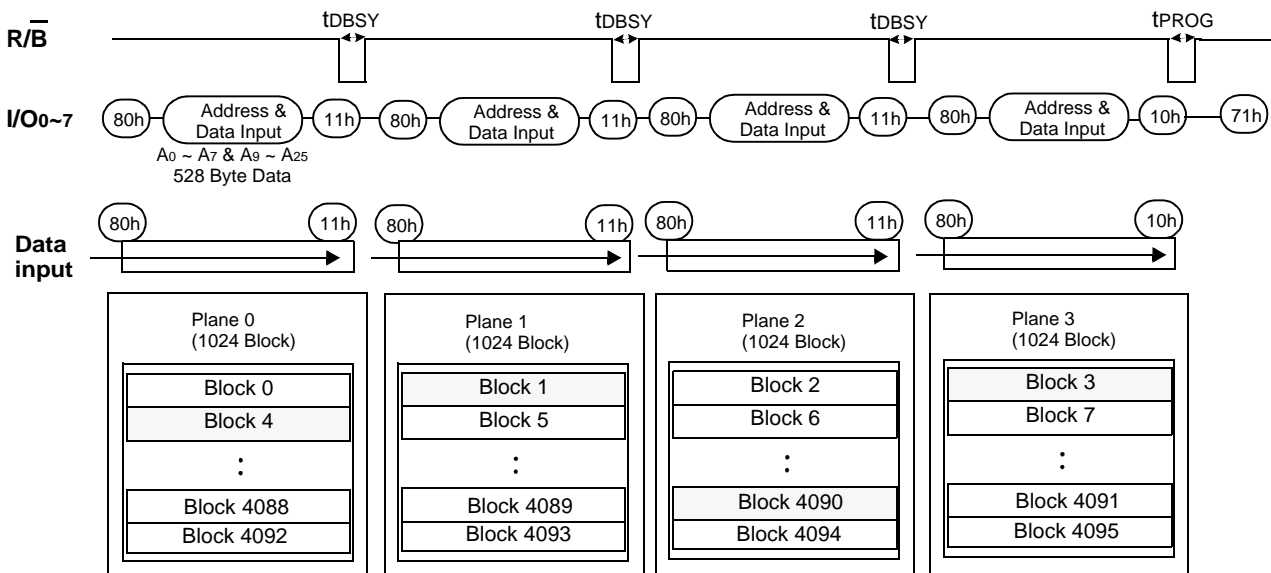 tDBSY tDBSY tDBSY tPROG
R/B
I/O0~7 80h Address & Data Input 11h 80h Address & Data Input 11h 80h Address & Data Input 11h 80h Address & Data Input 10h 71h
A0 ~ A7 & A9 ~ A25
528 Byte Data
80h 11h 80h 11h 80h 11h 80h 10h
Data
input
Plane 0
(1024 Block)
Block 0
Block 4
:
Block 4088
Block 4092
Plane 1
(1024 Block)
Block 1
Block 5
:
Block 4089
Block 4093
Plane 2
(1024 Block)
Block 2
Block 6
:
Block 4090
Block 4094
Plane 3
(1024 Block)
Block 3
Block 7
:
Block 4091
Block 4095